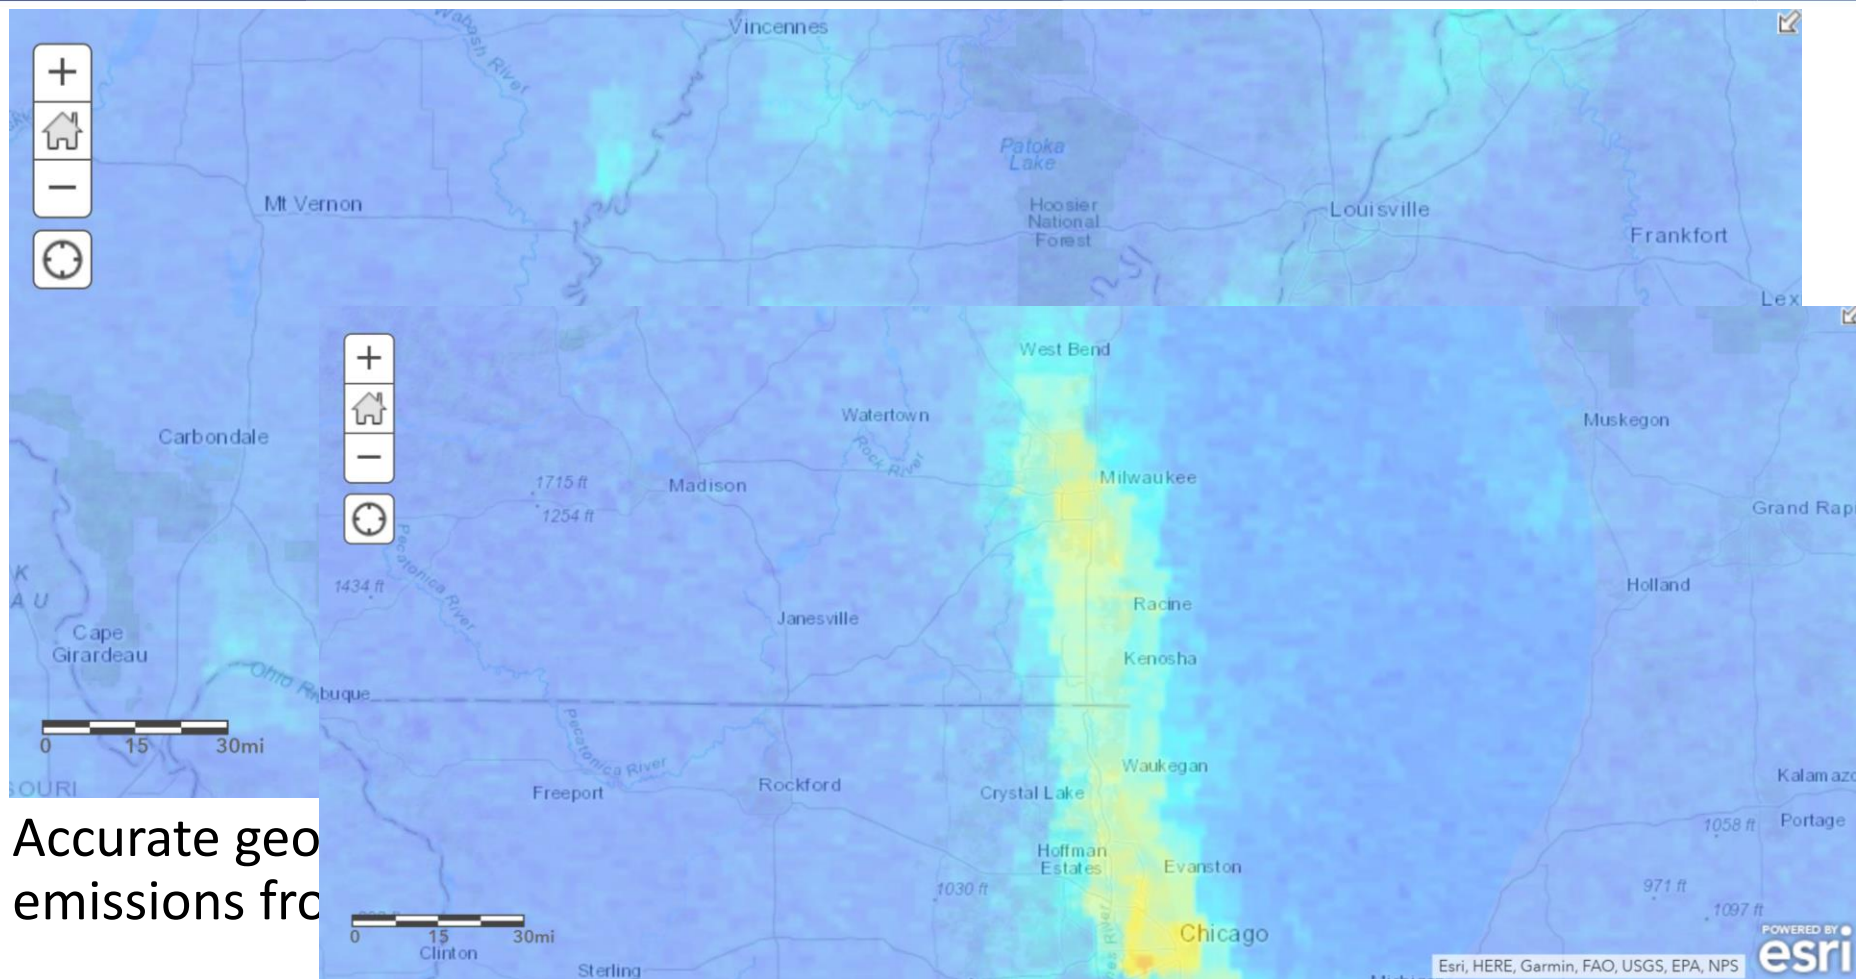 Vincennes
Wabash River
Patoka
Lake
Mt Vernon
Hoosier
National
Forest
Louisville
Frankfort
Lex
Carbondale
K
A U
Cape
Girardeau
Ohio Ri
0 15 30mi
SOURI
West Bend
Watertown
Rock River
Muskegon
Milwaukee
1715 ft
Madison
1254 ft
Grand Rapi
Pecatonica River
1434 ft
Holland
Janesville
Racine
Kenosha
buque
Pecatonica River
Waukegan
Rockford
Freeport
Crystal Lake
Kalamazo
1058 ft
Portage
Hoffman
Estates
Evanston
1030 ft
971 ft
1097 ft
Chicago
0 15 30mi
Clinton
Sterling
POWERED BY
esri
Esri, HERE, Garmin, FAO, USGS, EPA, NPS
Accurate geo
emissions fro